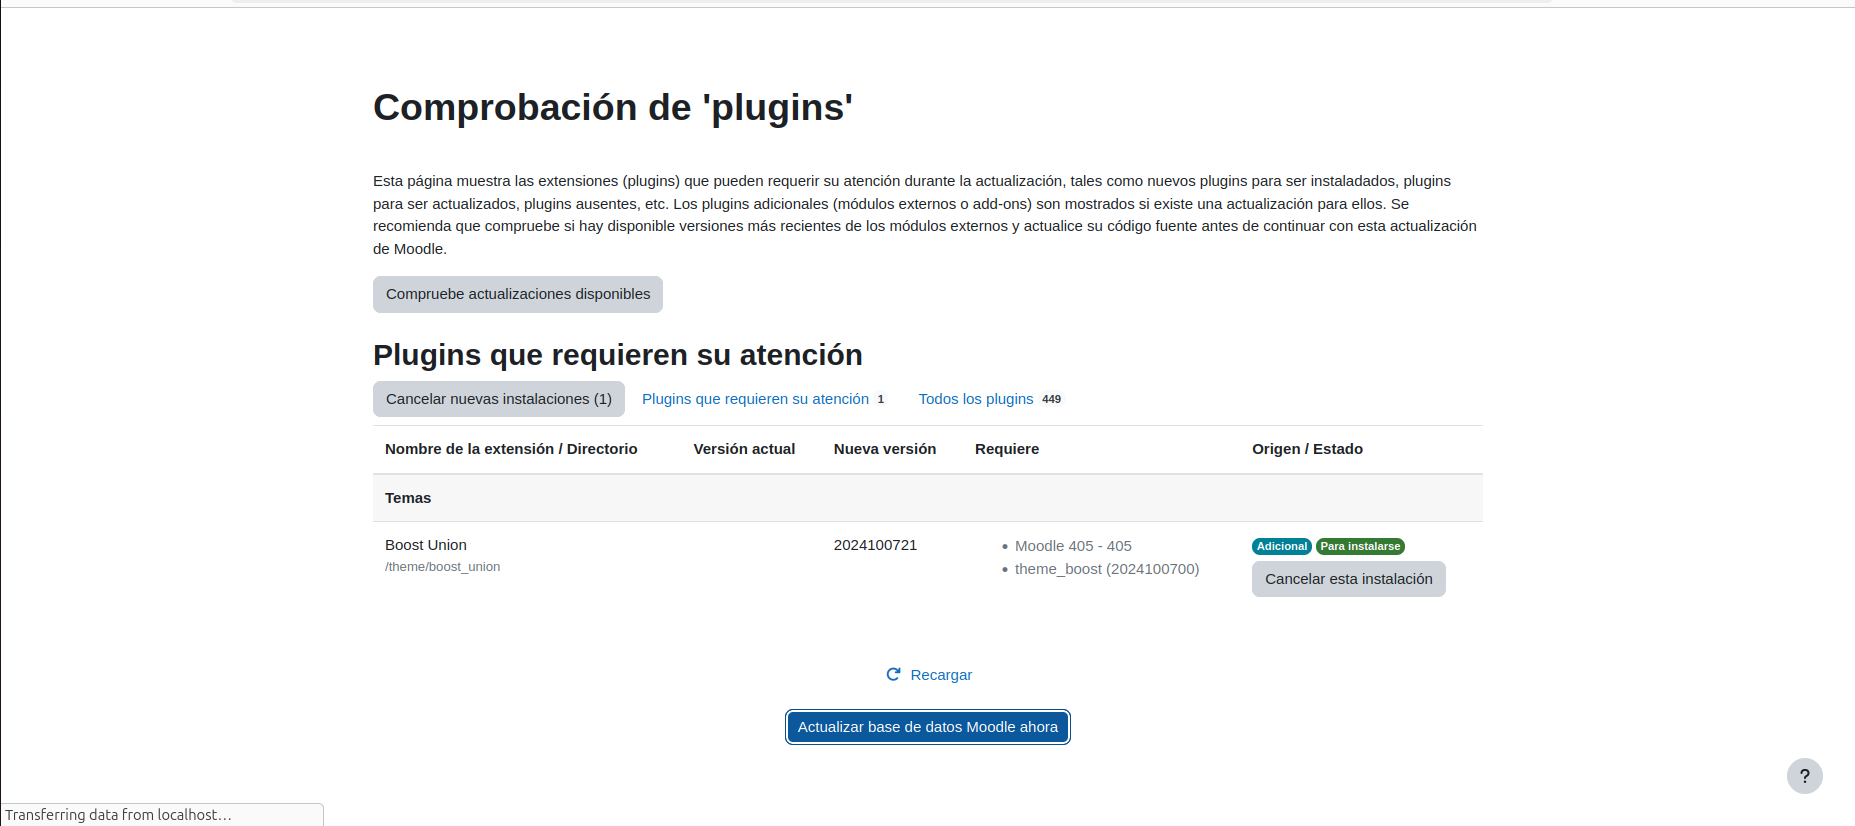 Comprobación de 'plugins'
Esta página muestra las extensiones (plugins) que pueden requerir su atención durante la actualización, tales como nuevos plugins para ser instaladados, plugins
para ser actualizados, plugins ausentes, etc. Los plugins adicionales (módulos externos o add-ons) son mostrados si existe una actualización para ellos. Se
recomienda que compruebe si hay disponible versiones más recientes de los módulos externos y actualice su código fuente antes de continuar con esta actualización
de Moodle.
Compruebe actualizaciones disponibles
Plugins que requieren su atención
Cancelar nuevas instalaciones (1) Plugins que requieren su atención 1 Todos los plugins 449
Nombre de la extensión / Directorio Versión actual Nueva versión Requiere Origen / Estado
Temas
Boost Union 2024100721 • Moodle 405 - 405 Adicional Para instalarse
/theme/boost_union • theme_boost (2024100700) Cancelar esta instalación
Recargar
Actualizar base de datos Moodle ahora
?
Transferring data from localhost…